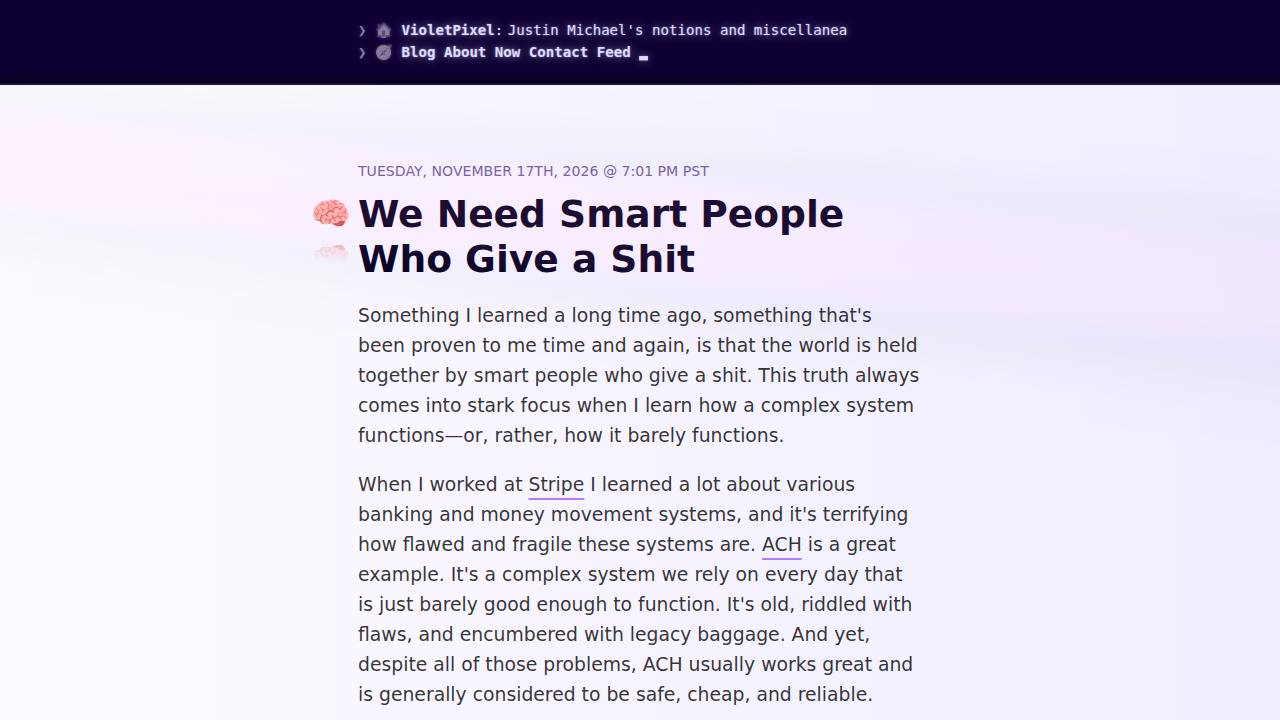 ❯ 🏠 VioletPixel: Justin Michael's notions and miscellanea
❯ 🧭 Blog About Now Contact Feed ▂
TUESDAY, NOVEMBER 17TH, 2026 @ 7:01 PM PST
🧠 We Need Smart People
Who Give a Shit
Something I learned a long time ago, something that's
been proven to me time and again, is that the world is held
together by smart people who give a shit. This truth always
comes into stark focus when I learn how a complex system
functions—or, rather, how it barely functions.
When I worked at Stripe I learned a lot about various
banking and money movement systems, and it's terrifying
how flawed and fragile these systems are. ACH is a great
example. It's a complex system we rely on every day that
is just barely good enough to function. It's old, riddled with
flaws, and encumbered with legacy baggage. And yet,
despite all of those problems, ACH usually works great and
is generally considered to be safe, cheap, and reliable.